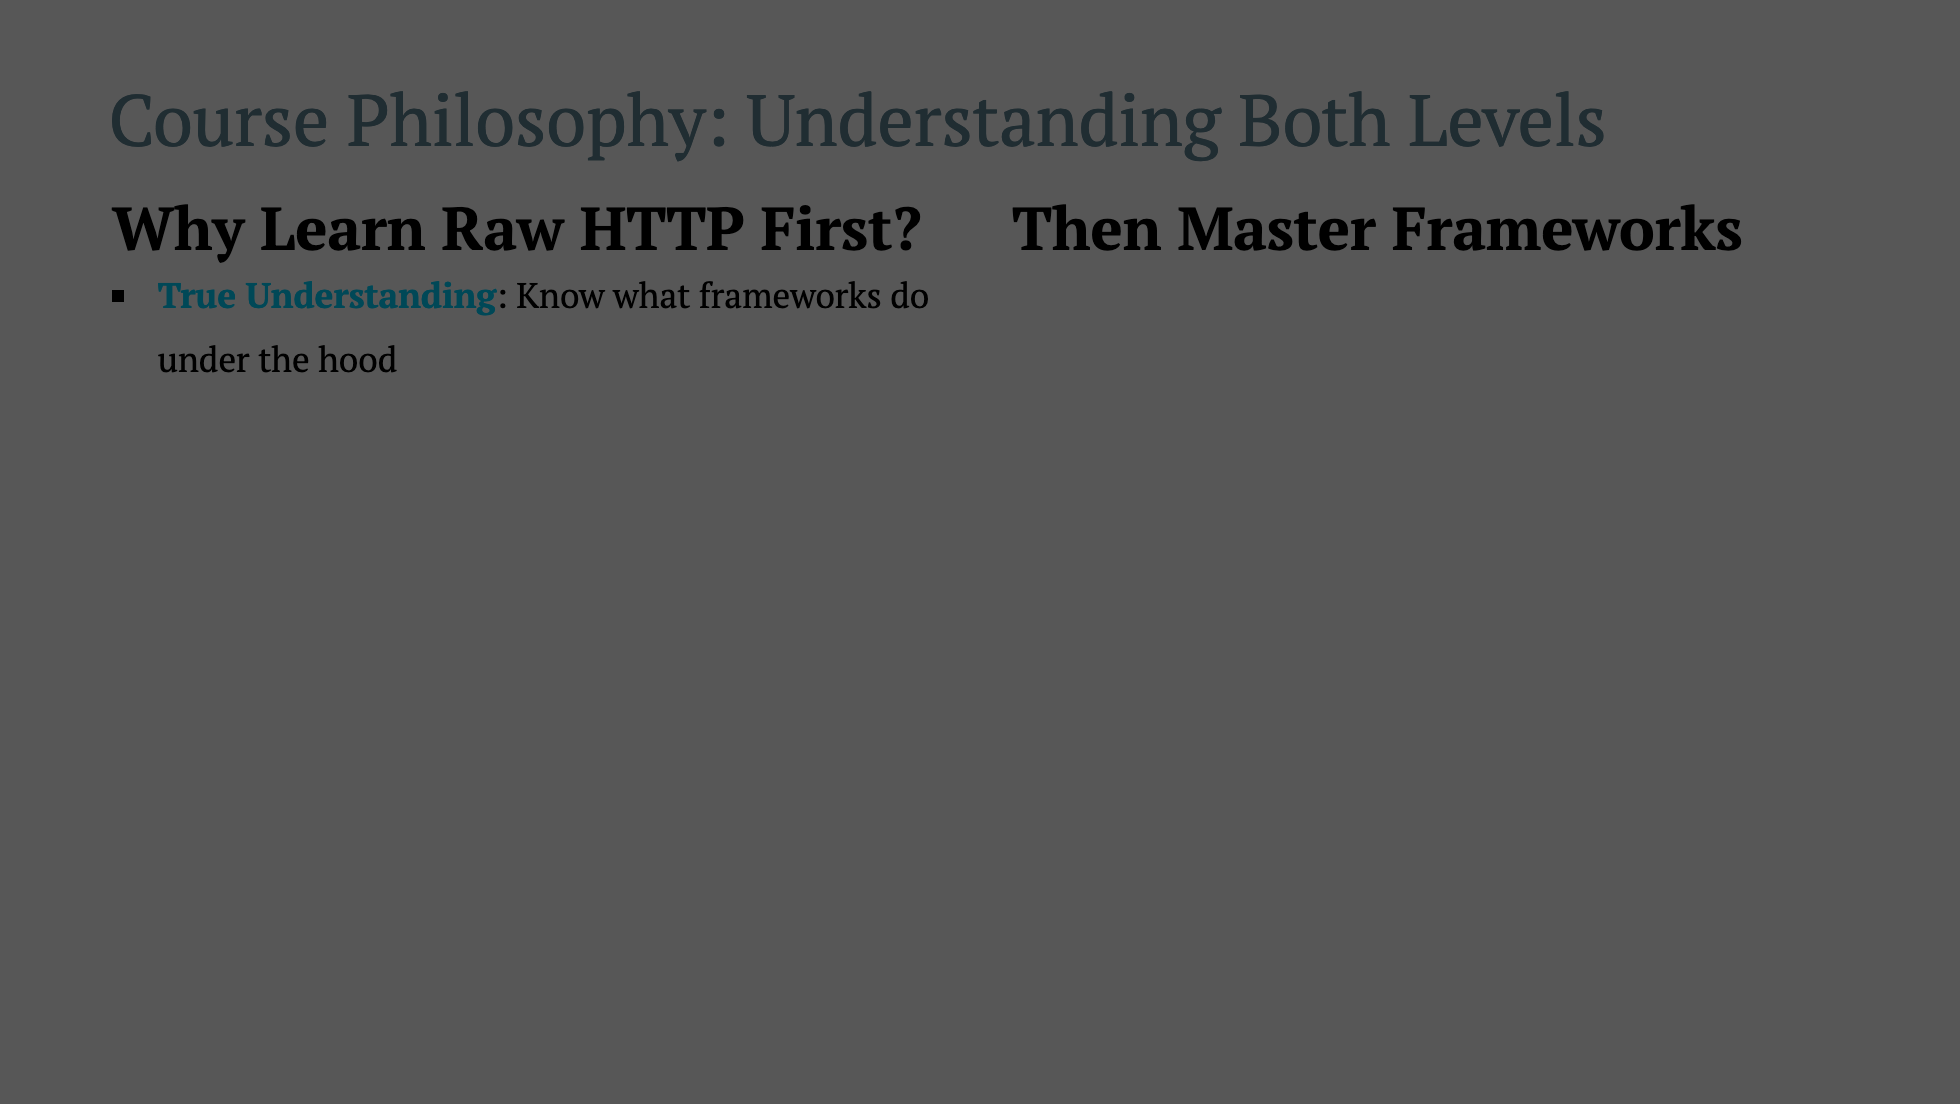 Course Philosophy: Understanding Both Levels
Why Learn Raw HTTP First?
True Understanding: Know what frameworks do
under the hood
Then Master Frameworks